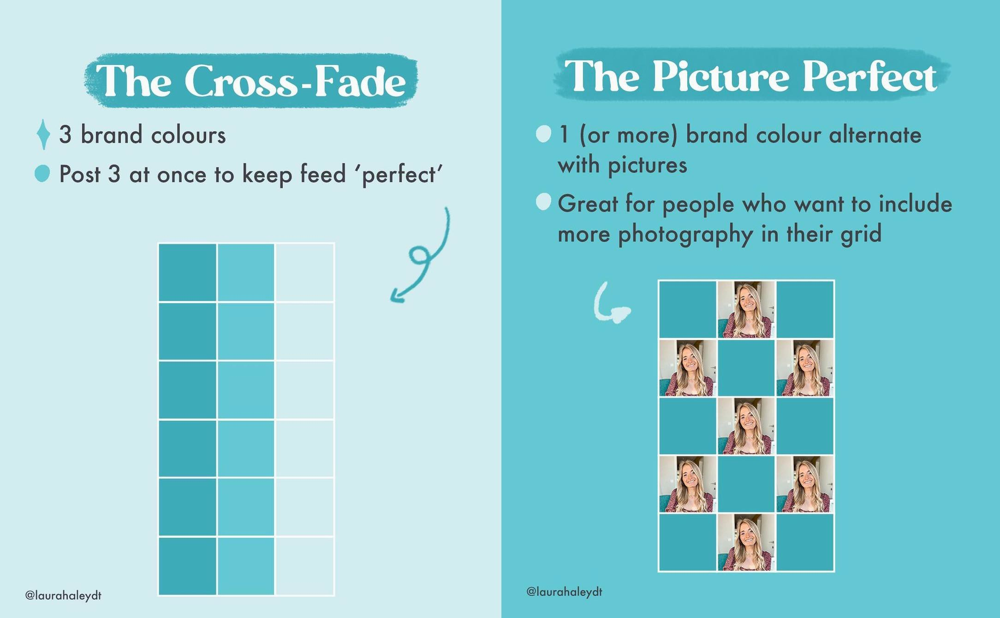 The Cross-Fade
3 brand colours
Post 3 at once to keep feed ‘perfect’
@laurahaleydt
The Picture Perfect
1 (or more) brand colour alternate
with pictures
Great for people who want to include
more photography in their grid
@laurahaleydt